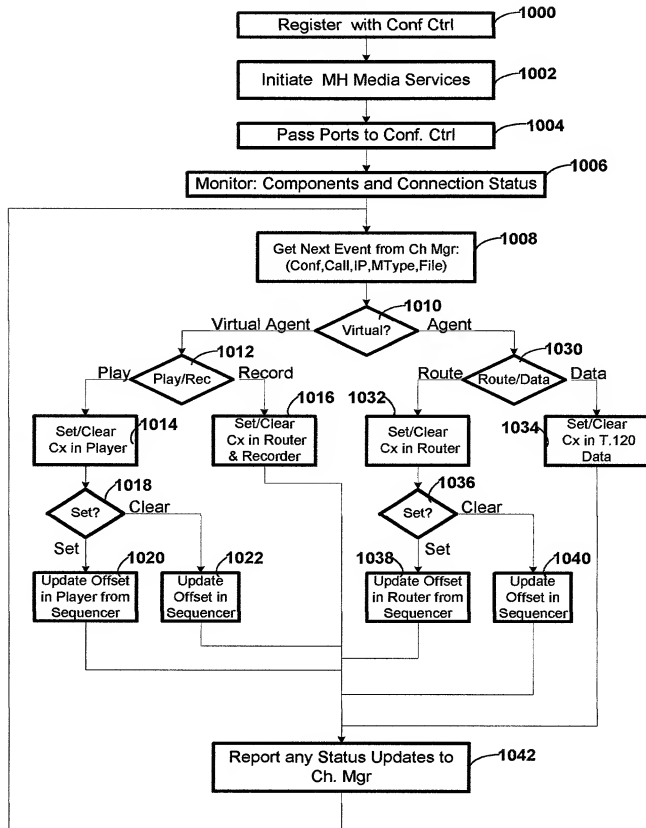 1000
Register with Conf Ctrl
1002
Initiate MH Media Services
1004
Pass Ports to Conf. Ctrl
1006
Monitor: Components and Connection Status
1008
Get Next Event from Ch Mgr:
(Conf,Call,IP,MType,File)
1010
Virtual Agent
Virtual?
Agent
1012
1030
Play
Play/Rec
Record
Route
Route/Data
Data
1014
1016
1032
1034
Set/Clear
Cx in Player
Set/Clear
Cx in Router
& Recorder
Set/Clear
Cx in Router
Set/Clear
Cx in T.120
Data
1018
1036
Set?
Clear
Set?
Clear
Set
Set
1020
1022
1038
1040
Update Offset
in Player from
Sequencer
Update
Offset in
Sequencer
Update Offset
in Router from
Sequencer
Update
Offset in
Sequencer
Report any Status Updates to
Ch. Mgr
1042